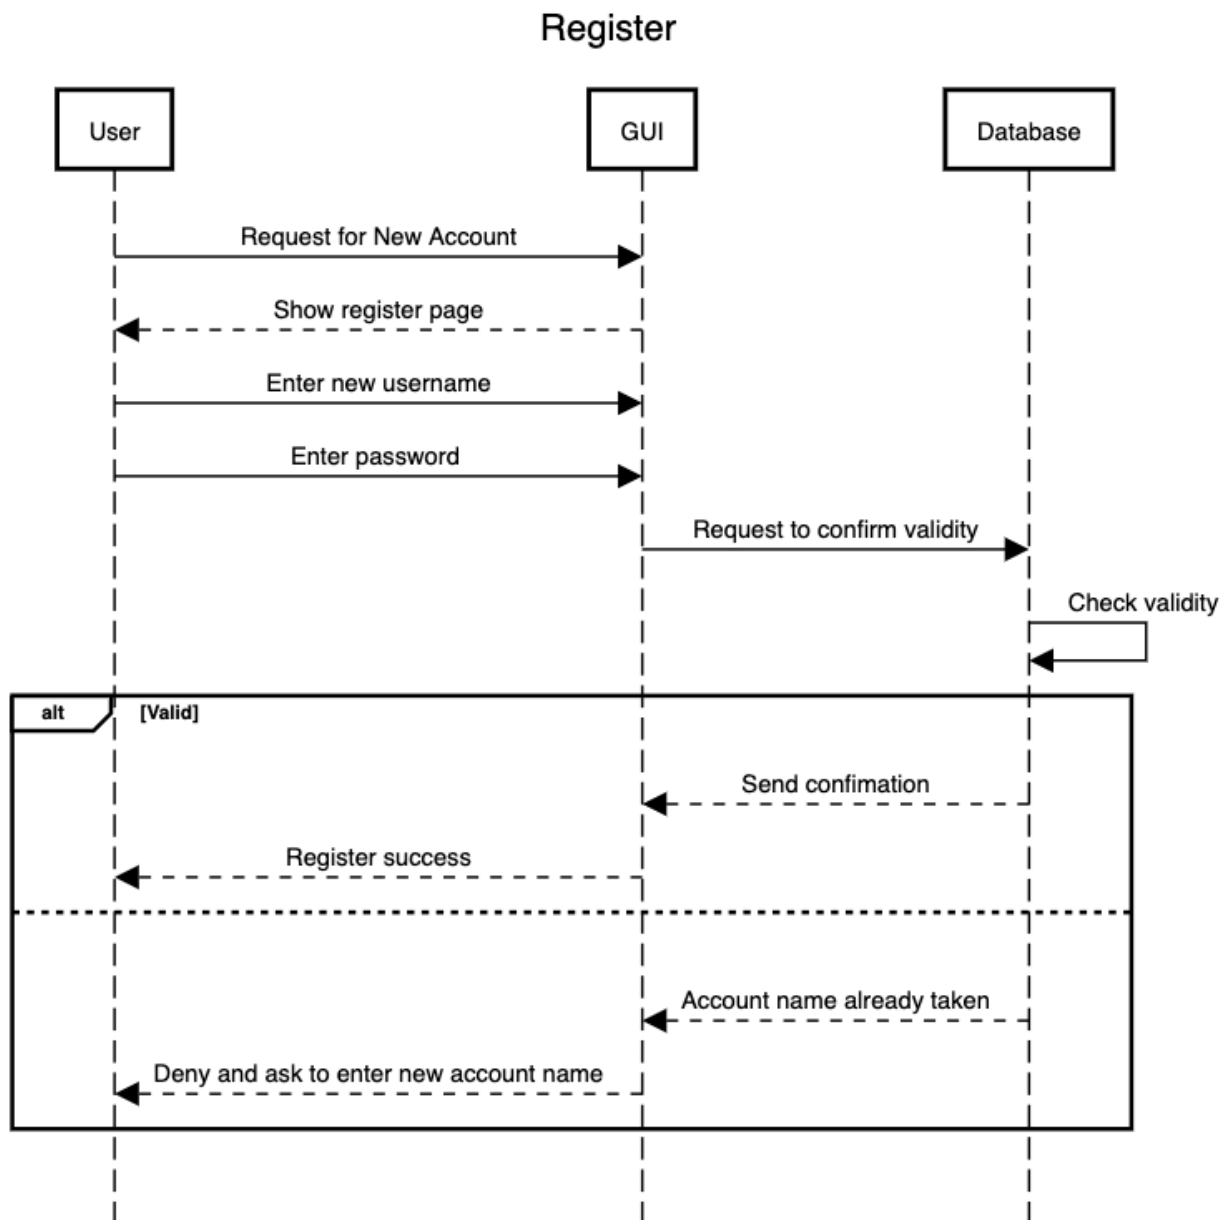 Register
User
GUI
Database
Request for New Account
Show register page
Enter new username
Enter password
Request to confirm validity
Check validity
alt
[Valid]
Send confimation
Register success
Account name already taken
Deny and ask to enter new account name